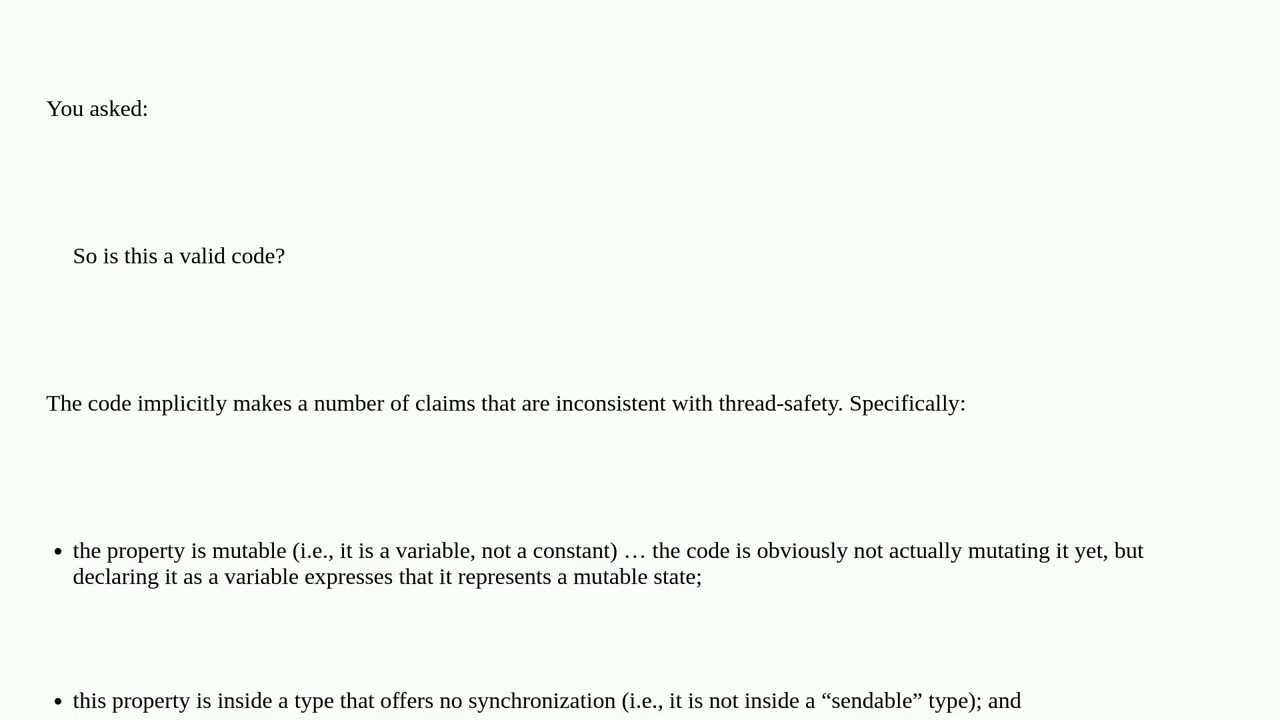 You asked:
So is this a valid code?
The code implicitly makes a number of claims that are inconsistent with thread-safety. Specifically:
• the property is mutable (i.e., it is a variable, not a constant) … the code is obviously not actually mutating it yet, but
declaring it as a variable expresses that it represents a mutable state;
• this property is inside a type that offers no synchronization (i.e., it is not inside a “sendable” type); and